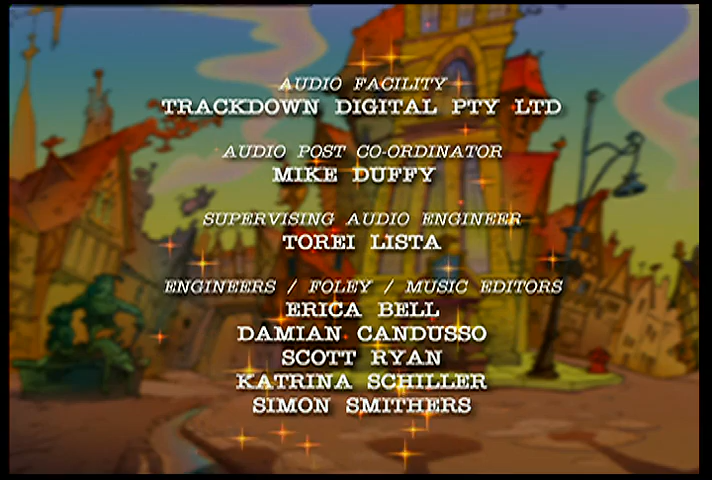 AUDIO FACILITY
TRACKDOWN DIGITAL PTY LTD
AUDIO POST CO-ORDINATOR
MIKE DUFFY
SUPERVISING AUDIO ENGINEER
TOREI LISTA
ENGINEERS / FOLEY / MUSIC EDITORS
ERICA BELL
DAMIAN CANDUSSO
SCOTT RYAN
KATRINA SCHILLER
SIMON SMITHERS